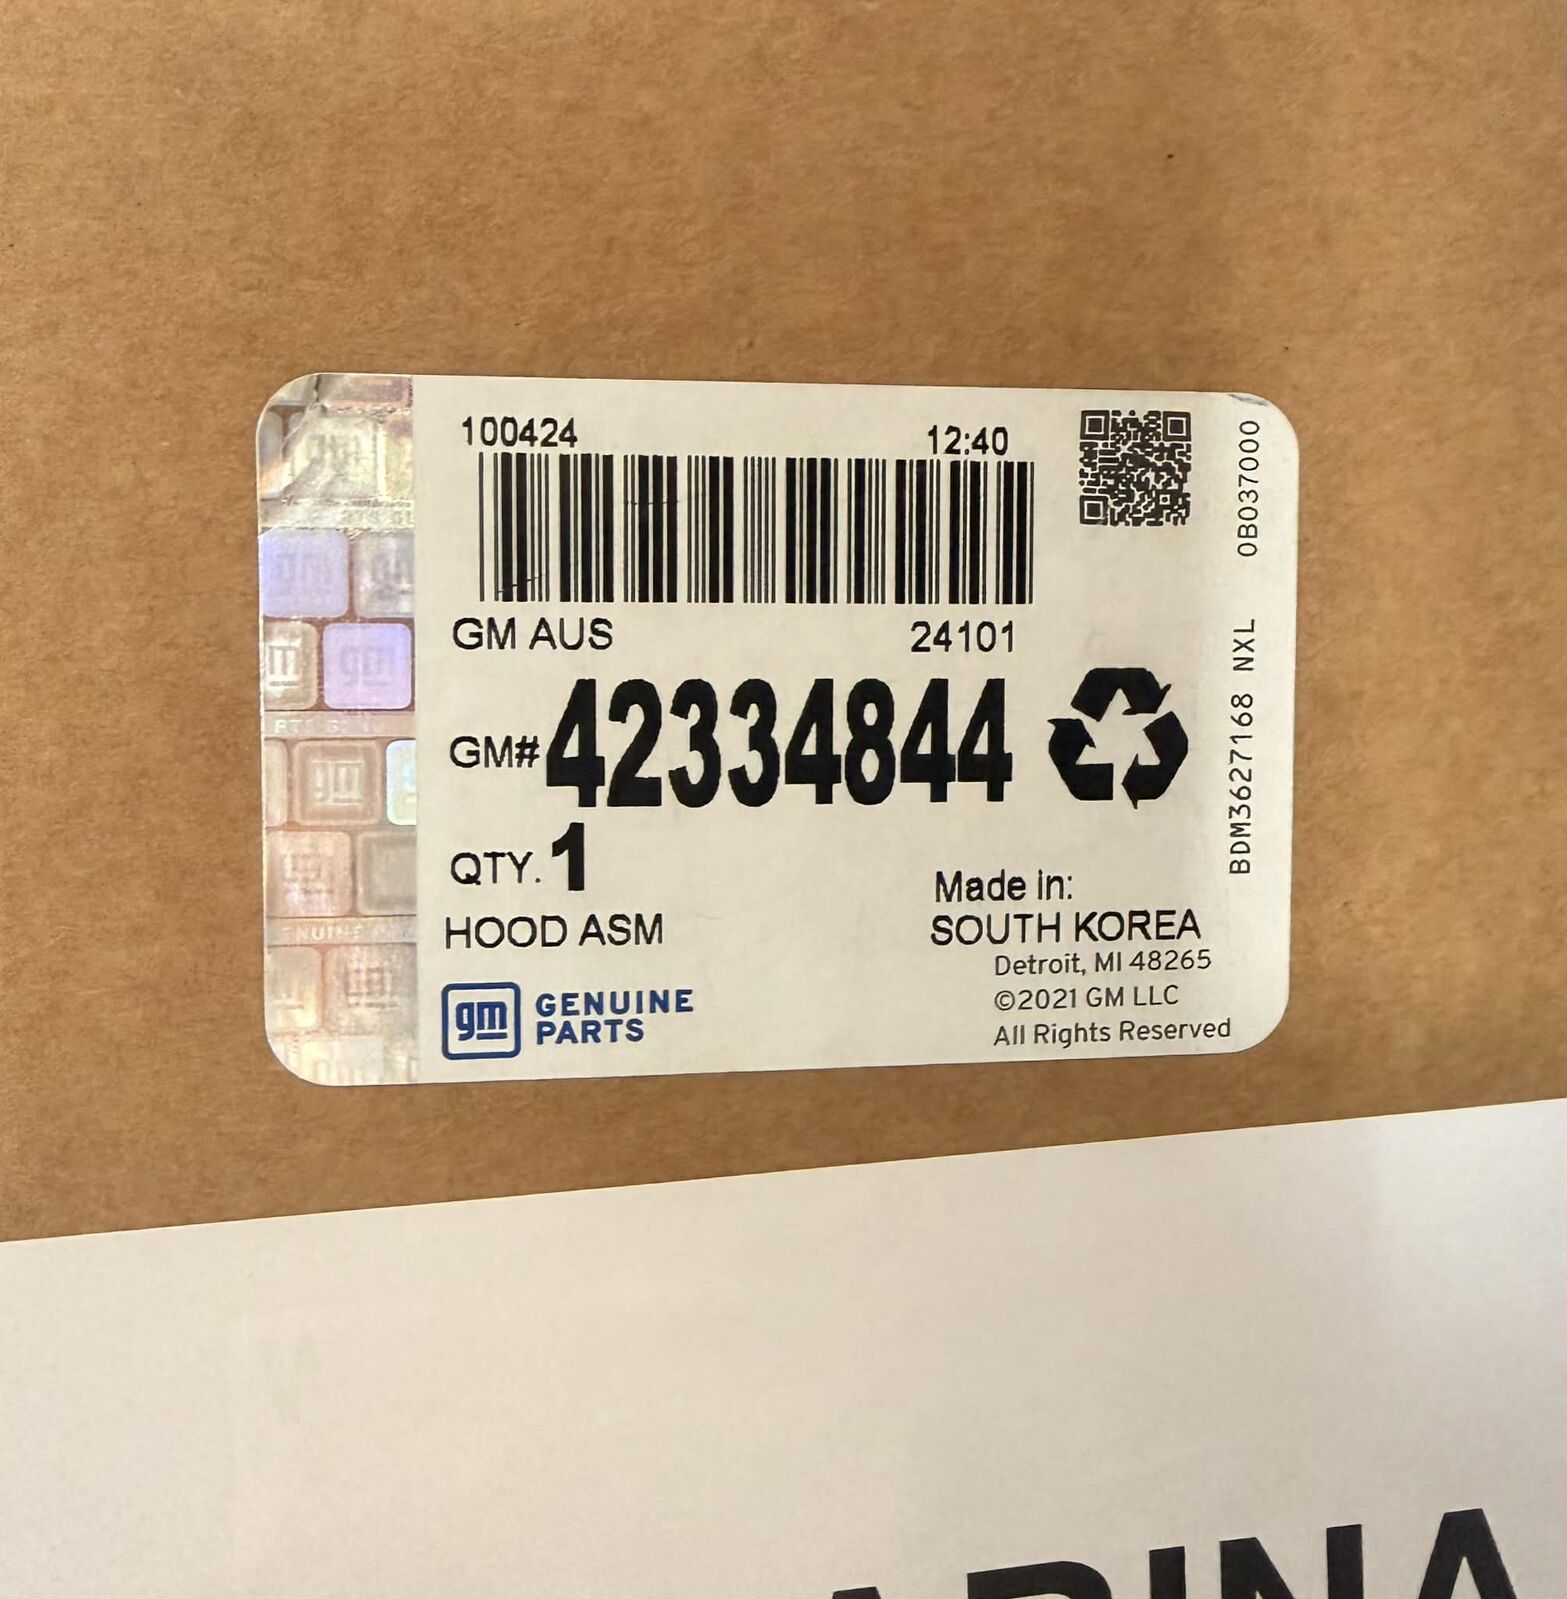 100424 12:40
GM AUS 24101
GM# 42334844
QTY. 1
HOOD ASM
Made in:
SOUTH KOREA
Detroit, MI 48265
©2021 GM LLC
All Rights Reserved
gm GENUINE
PARTS
BDM3627168 NXL 0B037000